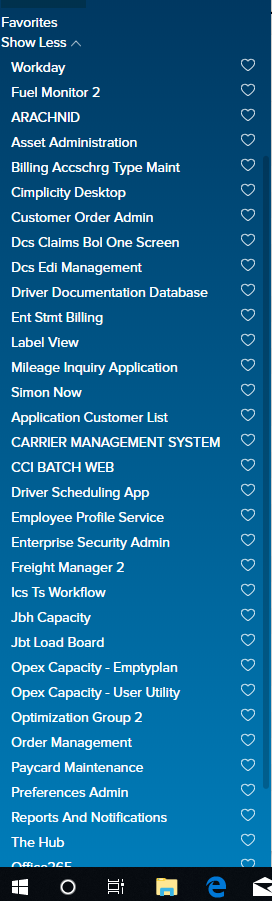 Favorites
Show Less
Workday
Fuel Monitor 2
ARACHNID
Asset Administration
Billing Accschrg Type Maint
Cimplicity Desktop
Customer Order Admin
Dcs Claims Bol One Screen
Dcs Edi Management
Driver Documentation Database
Ent Stmt Billing
Label View
Mileage Inquiry Application
Simon Now
Application Customer List
CARRIER MANAGEMENT SYSTEM
CCI BATCH WEB
Driver Scheduling App
Employee Profile Service
Enterprise Security Admin
Freight Manager 2
Ics Ts Workflow
Jbh Capacity
Jbt Load Board
Opex Capacity - Emptyplan
Opex Capacity - User Utility
Optimization Group 2
Order Management
Paycard Maintenance
Preferences Admin
Reports And Notifications
The Hub
Office365